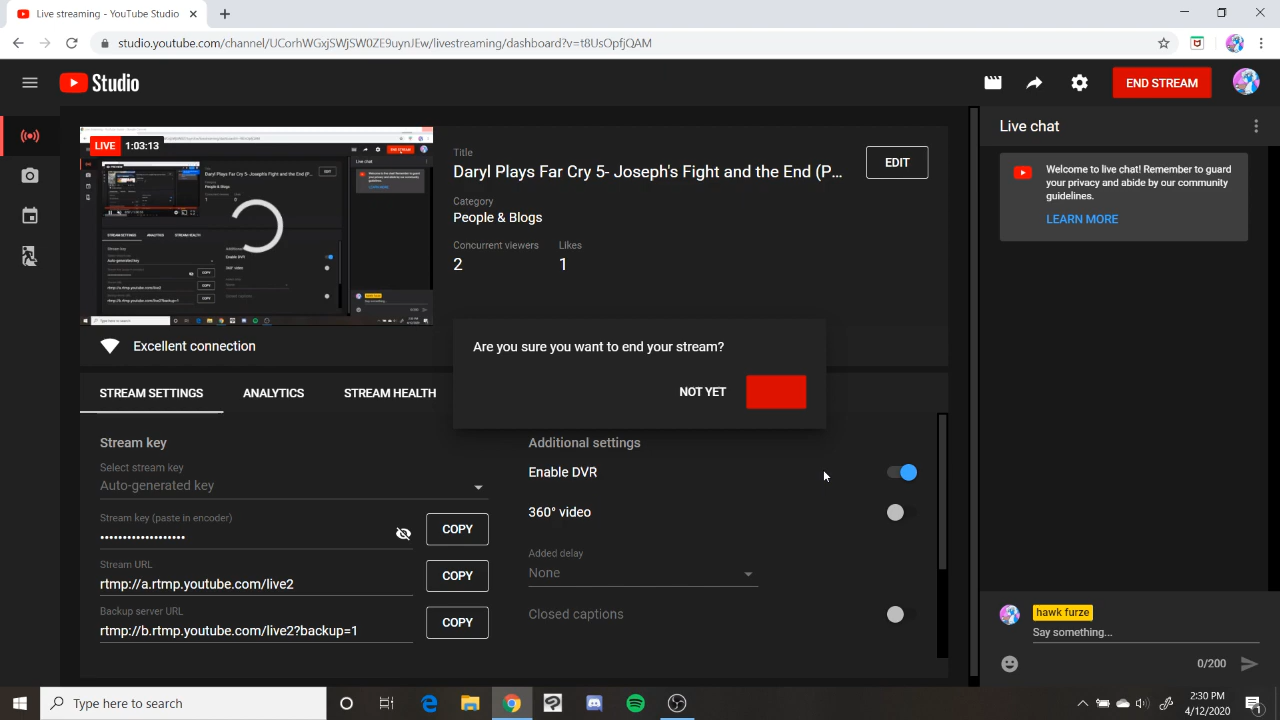 Live streaming - YouTube Studio
studio.youtube.com/channel/UCorhWGxjSWjSW0ZE9uynJEw/livestreaming/dashboard?v=t8UsOpfjQAM
Studio
END STREAM
LIVE 1:03:13
Title
Daryl Plays Far Cry 5- Joseph's Fight and the End (P...
EDIT
Category
People & Blogs
Concurrent viewers Likes
2 1
Excellent connection
Are you sure you want to end your stream?
NOT YET
STREAM SETTINGS ANALYTICS STREAM HEALTH
Stream key
Select stream key
Auto-generated key
Stream key (paste in encoder)
•••••••••••••••••••
COPY
Stream URL
rtmp://a.rtmp.youtube.com/live2
COPY
Backup server URL
rtmp://b.rtmp.youtube.com/live2?backup=1
COPY
Additional settings
Enable DVR
360° video
Added delay
None
Closed captions
Live chat
Welcome to live chat! Remember to guard
your privacy and abide by our community
guidelines.
LEARN MORE
hawk furze
Say something...
0/200
Type here to search
2:30 PM
4/12/2020
1